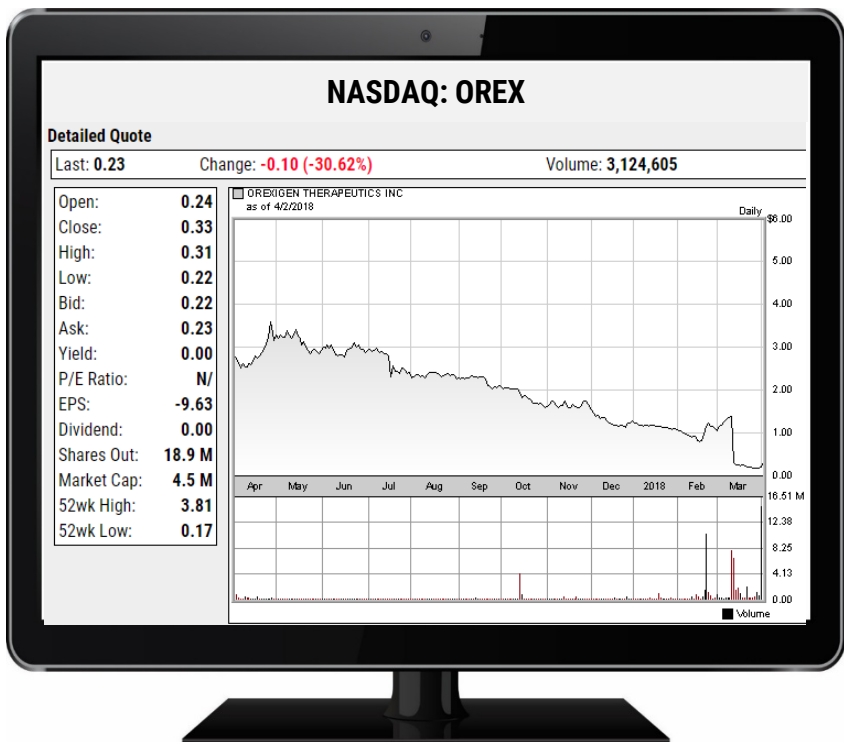 NASDAQ: OREX
Detailed Quote
Last: 0.23 Change: -0.10 (-30.62%) Volume: 3,124,605
Open: 0.24
Close: 0.33
High: 0.31
Low: 0.22
Bid: 0.22
Ask: 0.23
Yield: 0.00
P/E Ratio: N/
EPS: -9.63
Dividend: 0.00
Shares Out: 18.9 M
Market Cap: 4.5 M
52wk High: 3.81
52wk Low: 0.17
OREXIGEN THERAPEUTICS INC
as of 4/2/2018
Daily
$6.00
5.00
4.00
3.00
2.00
1.00
0.00
Apr May Jun Jul Aug Sep Oct Nov Dec 2018 Feb Mar
16.51 M
12.38
8.25
4.13
0.00
Volume